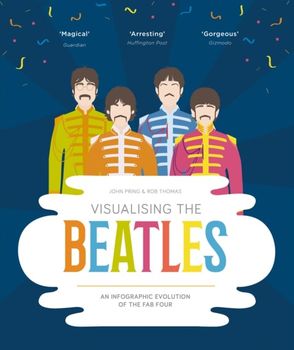 'Magical' 'Arresting' 'Gorgeous'
Guardian Huffington Post Gizmodo
JOHN PRING & ROB THOMAS
VISUALISING THE
BEATLES
AN INFOGRAPHIC EVOLUTION
OF THE FAB FOUR